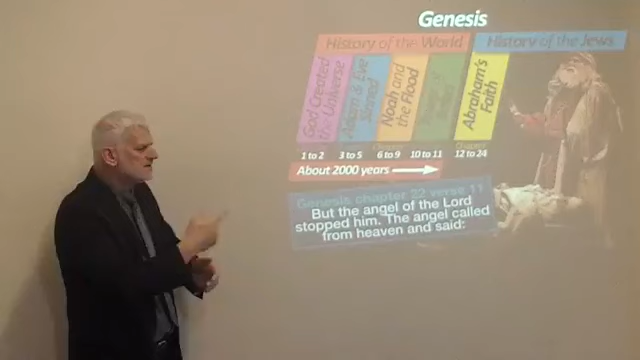 Genesis
History of the World
History of the Jews
God Created
the Universe
Adam & Eve
Sinned
Noah and
the Flood
Abraham's
Faith
Chapter
1 to 2
3 to 5
6 to 9
10 to 11
12 to 24
About 2000 years
Genesis chapter 22 verse 11
But the angel of the Lord
stopped him. The angel called
from heaven and said: